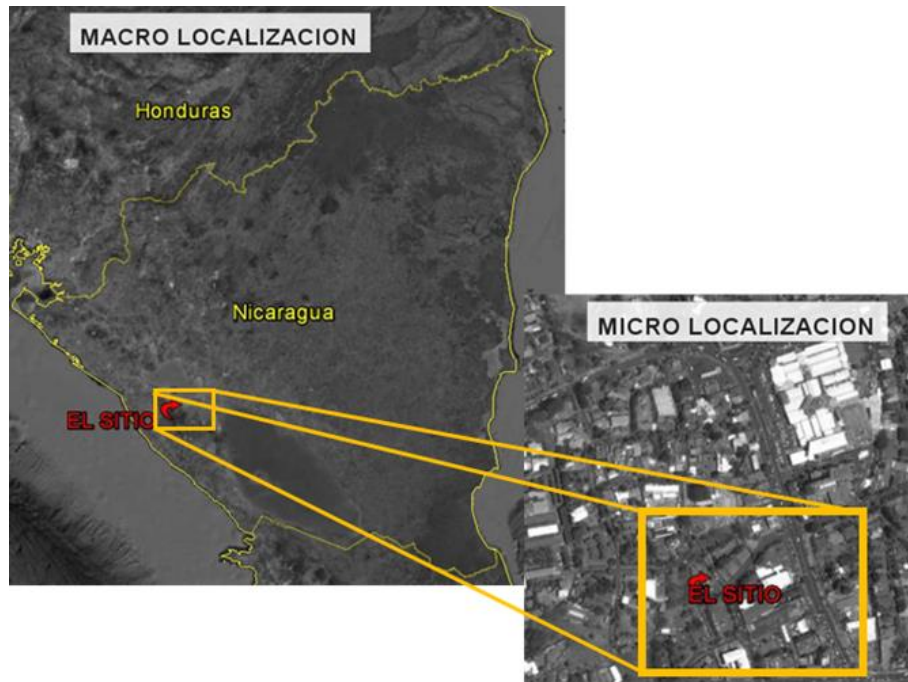 MACRO LOCALIZACION
Honduras
Nicaragua
EL SITIO
MICRO LOCALIZACION
EL SITIO